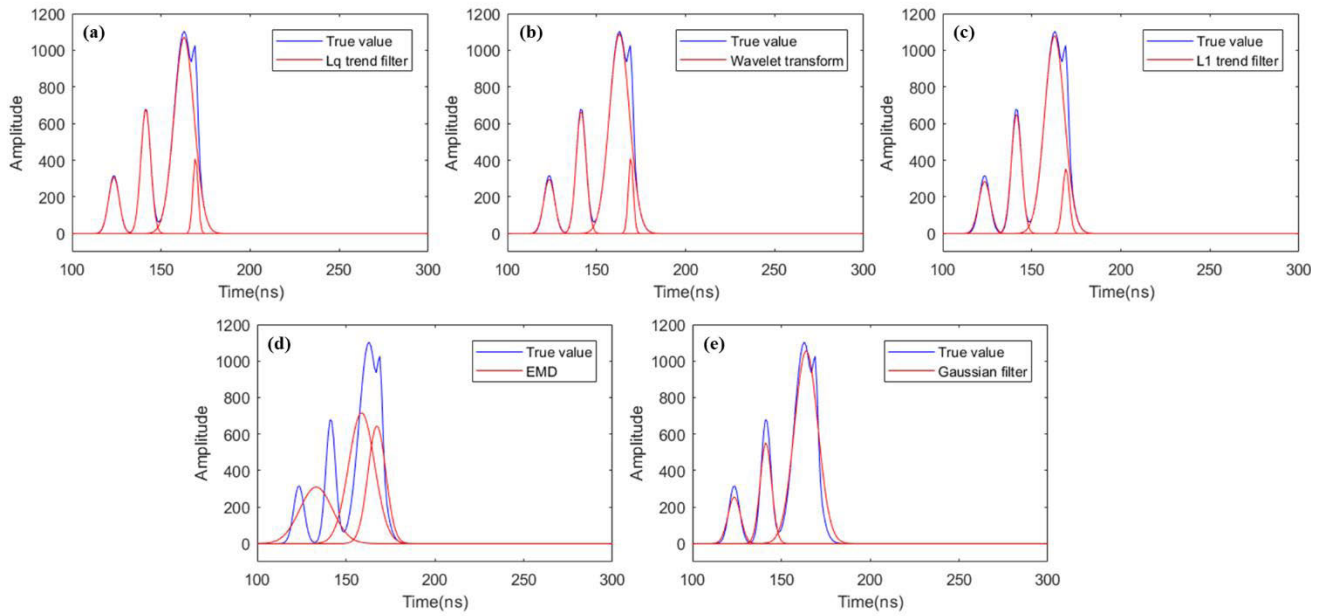 (a)
True value
Lq trend filter
Amplitude
1200
1000
800
600
400
200
0
100 150 200 250 300
Time(ns)
(b)
True value
Wavelet transform
Amplitude
1200
1000
800
600
400
200
0
100 150 200 250 300
Time(ns)
(c)
True value
L1 trend filter
Amplitude
1200
1000
800
600
400
200
0
100 150 200 250 300
Time(ns)
(d)
True value
EMD
Amplitude
1200
1000
800
600
400
200
0
100 150 200 250 300
Time(ns)
(e)
True value
Gaussian filter
Amplitude
1200
1000
800
600
400
200
0
100 150 200 250 300
Time(ns)